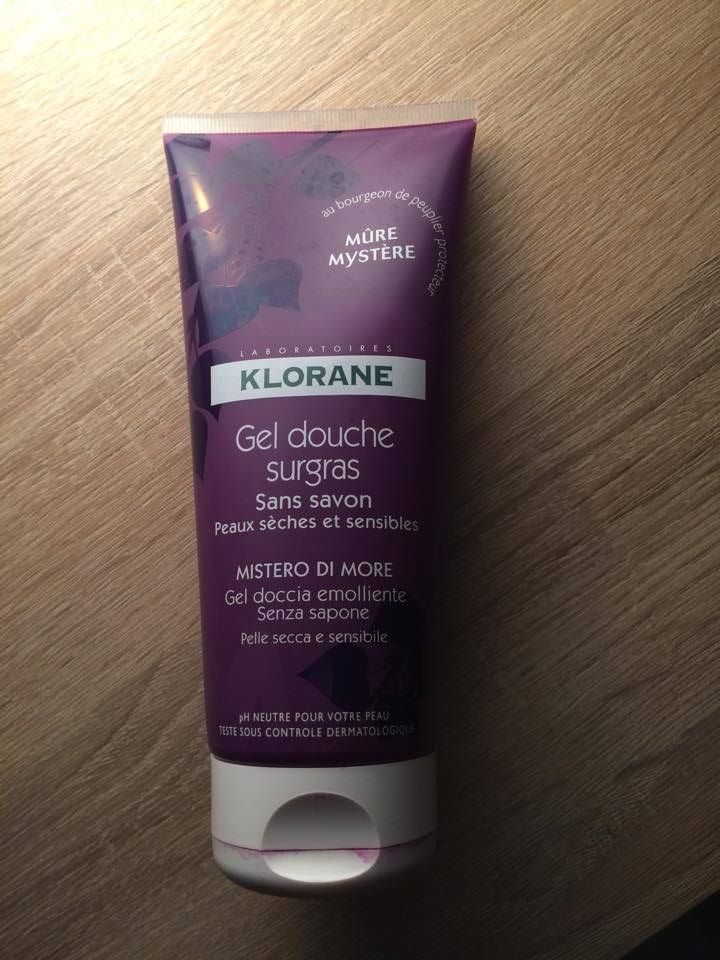 au bourgeon de peuplier protecteur
MÛRE
MySTÈRE
LABORATOIRES
KLORANE
Gel douche
surgras
Sans savon
Peaux sèches et sensibles
MISTERO DI MORE
Gel doccia emolliente
Senza sapone
Pelle secca e sensibile
pH NEUTRE POUR VOTRE PEAU
TESTE SOUS CONTROLE DERMATOLOGIQUE